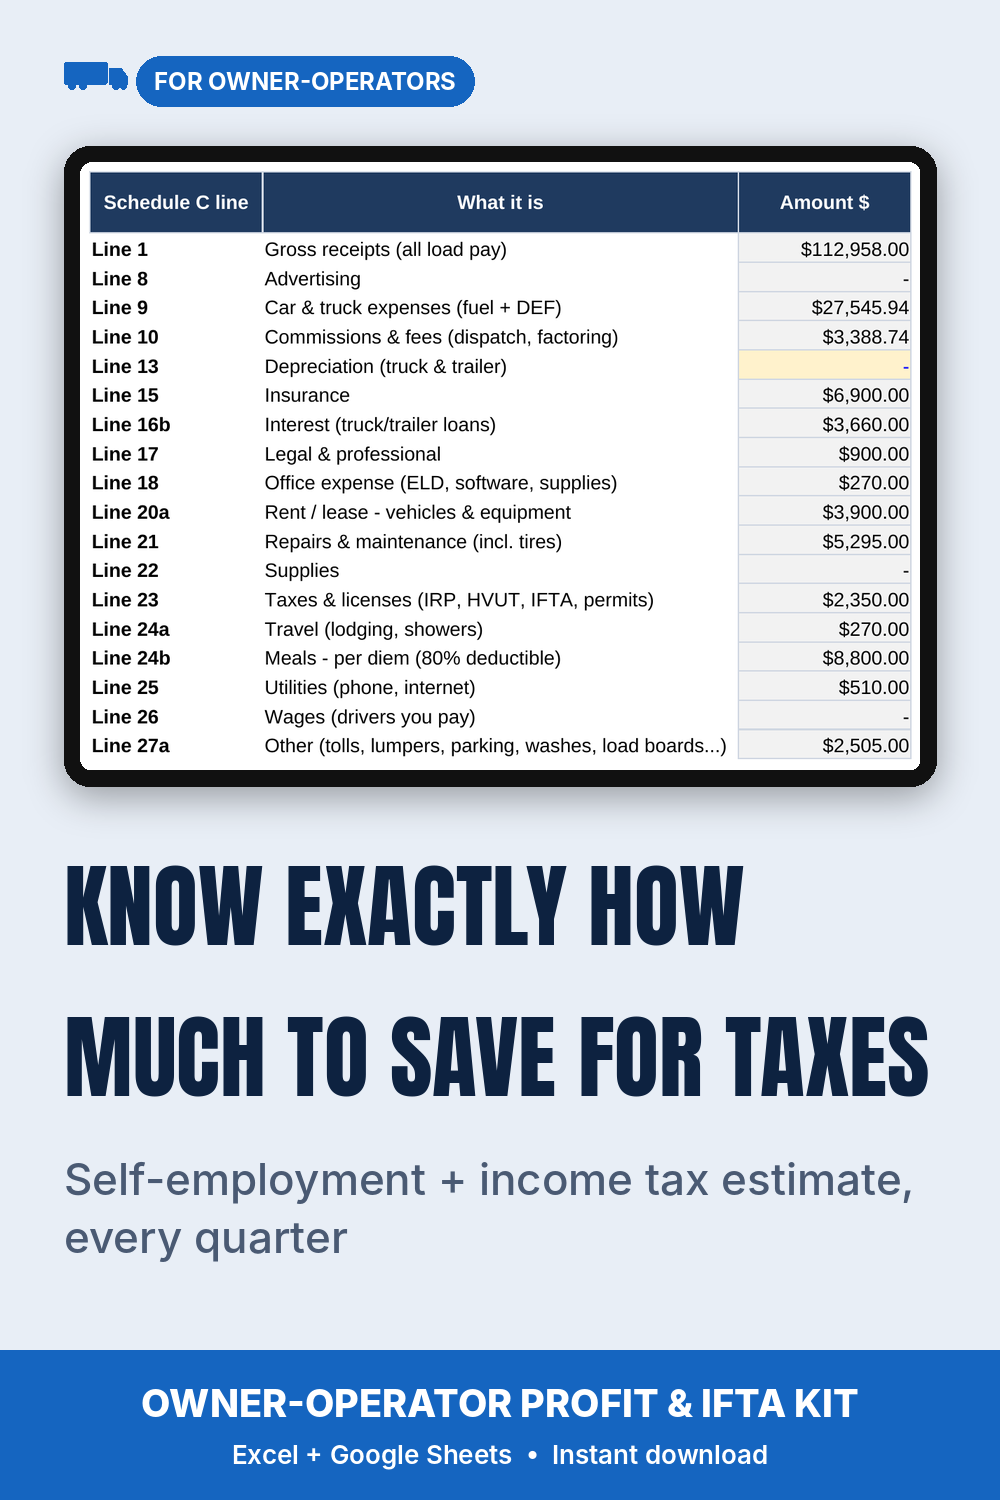 FOR OWNER-OPERATORS
Schedule C line What it is Amount $
Line 1 Gross receipts (all load pay) $112,958.00
Line 8 Advertising -
Line 9 Car & truck expenses (fuel + DEF) $27,545.94
Line 10 Commissions & fees (dispatch, factoring) $3,388.74
Line 13 Depreciation (truck & trailer) -
Line 15 Insurance $6,900.00
Line 16b Interest (truck/trailer loans) $3,660.00
Line 17 Legal & professional $900.00
Line 18 Office expense (ELD, software, supplies) $270.00
Line 20a Rent / lease - vehicles & equipment $3,900.00
Line 21 Repairs & maintenance (incl. tires) $5,295.00
Line 22 Supplies -
Line 23 Taxes & licenses (IRP, HVUT, IFTA, permits) $2,350.00
Line 24a Travel (lodging, showers) $270.00
Line 24b Meals - per diem (80% deductible) $8,800.00
Line 25 Utilities (phone, internet) $510.00
Line 26 Wages (drivers you pay) -
Line 27a Other (tolls, lumpers, parking, washes, load boards...) $2,505.00
KNOW EXACTLY HOW
MUCH TO SAVE FOR TAXES
Self-employment + income tax estimate,
every quarter
OWNER-OPERATOR PROFIT & IFTA KIT
Excel + Google Sheets • Instant download